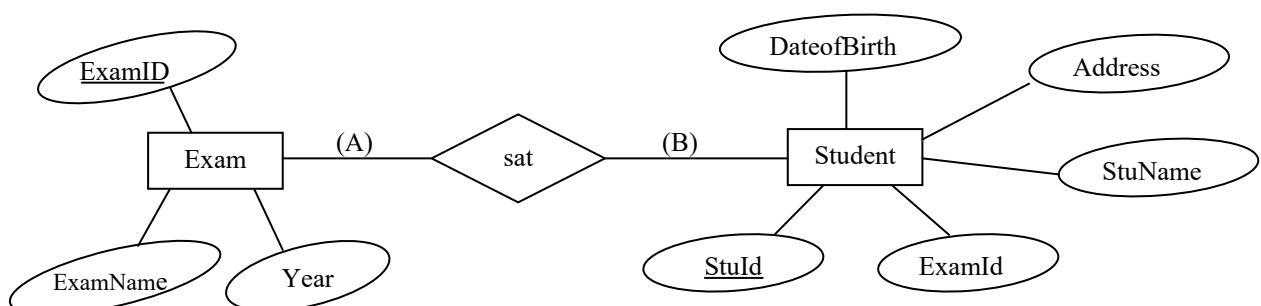 DateofBirth
ExamID
Address
(A)
(B)
Exam
sat
Student
StuName
StuId
ExamId
ExamName
Year